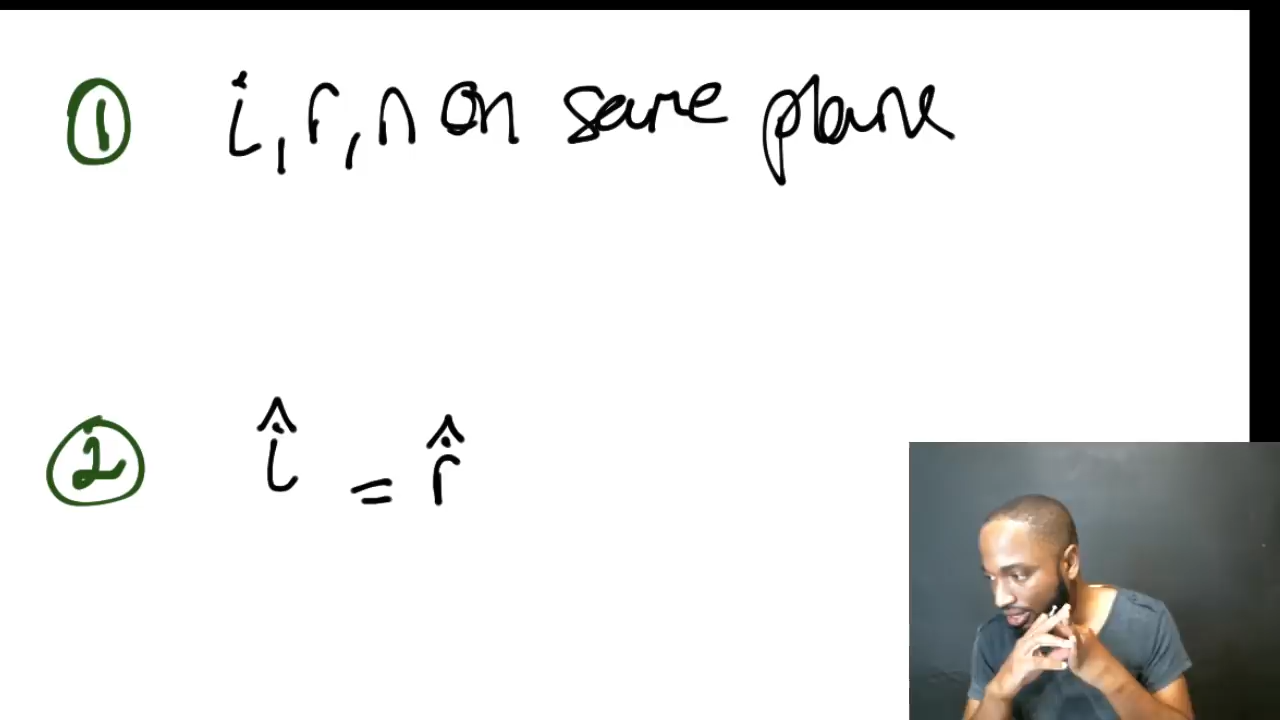 ① i, r, n on same plane
② î = r̂